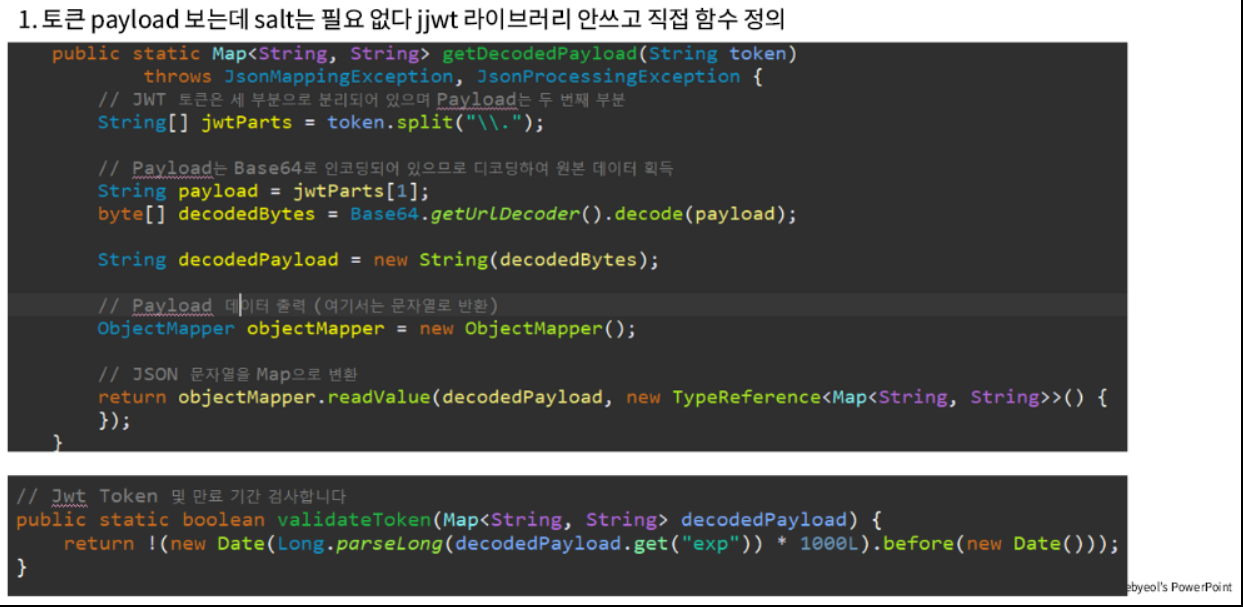 1. 토큰 payload 보는데 salt는 필요 없다 jjwt 라이브러리 안쓰고 직접 함수 정의
public static Map<String, String> getDecodedPayload(String token)
throws JsonMappingException, JsonProcessingException {
// JWT 토큰은 세 부분으로 분리되어 있으며 Payload는 두 번째 부분
String[] jwtParts = token.split("\\.");
// Payload는 Base64로 인코딩되어 있으므로 디코딩하여 원본 데이터 획득
String payload = jwtParts[1];
byte[] decodedBytes = Base64.getUrlDecoder().decode(payload);
String decodedPayload = new String(decodedBytes);
// Payload 데이터 출력 (여기서는 문자열로 반환)
ObjectMapper objectMapper = new ObjectMapper();
// JSON 문자열을 Map으로 변환
return objectMapper.readValue(decodedPayload, new TypeReference<Map<String, String>>() {
});
}
// Jwt Token 및 만료 기간 검사합니다
public static boolean validateToken(Map<String, String> decodedPayload) {
return !(new Date(Long.parseLong(decodedPayload.get("exp")) * 1000L).before(new Date()));
}
ebyeol's PowerPoint